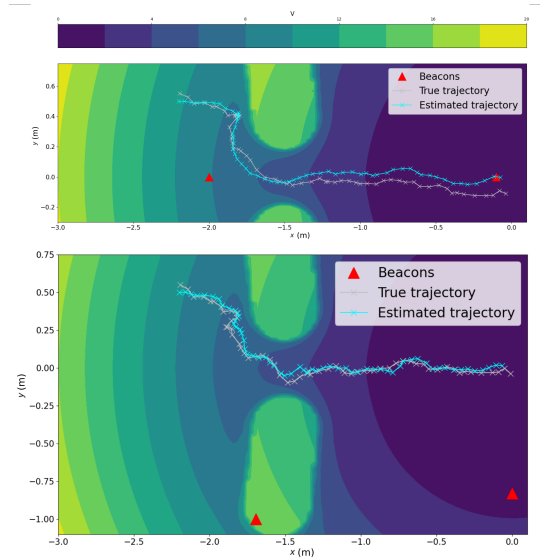 V
0 4 8 12 16 20
Beacons
True trajectory
Estimated trajectory
y (m)
0.6
0.4
0.2
0.0
−0.2
−3.0 −2.5 −2.0 −1.5 −1.0 −0.5 0.0
x (m)
Beacons
True trajectory
Estimated trajectory
y (m)
0.75
0.50
0.25
0.00
−0.25
−0.50
−0.75
−1.00
−3.0 −2.5 −2.0 −1.5 −1.0 −0.5 0.0
x (m)